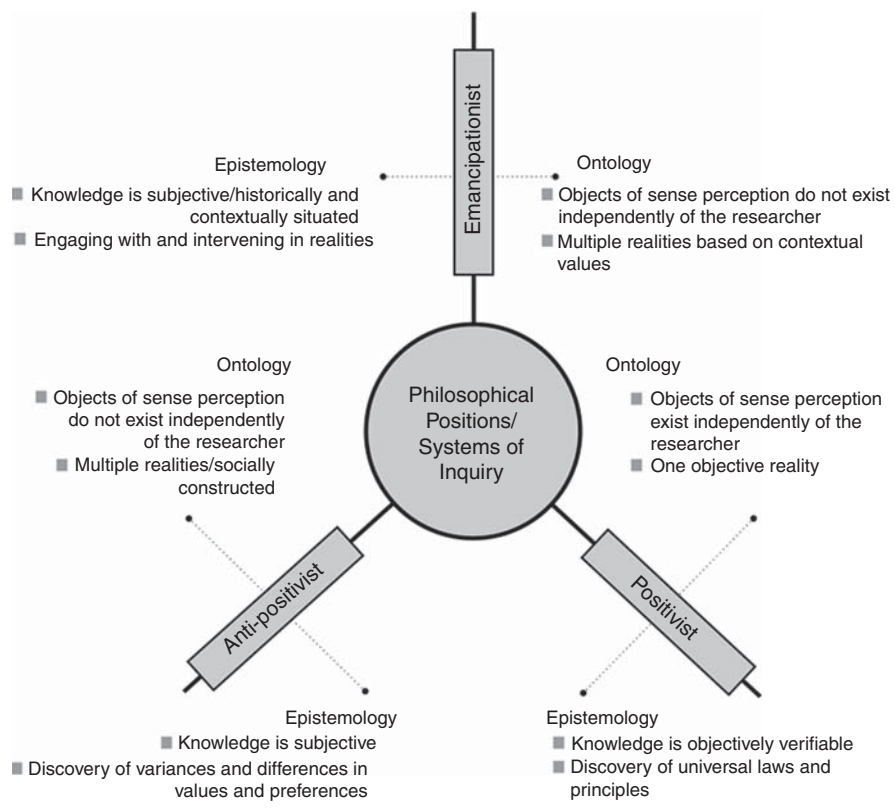 Emancipationist
Epistemology
Knowledge is subjective/historically and
contextually situated
Engaging with and intervening in realities
Ontology
Objects of sense perception do not exist
independently of the researcher
Multiple realities based on contextual
values
Philosophical
Positions/
Systems of
Inquiry
Ontology
Objects of sense perception
do not exist independently
of the researcher
Multiple realities/socially
constructed
Ontology
Objects of sense perception
exist independently of the
researcher
One objective reality
Anti-positivist
Positivist
Epistemology
Knowledge is subjective
Discovery of variances and differences in
values and preferences
Epistemology
Knowledge is objectively verifiable
Discovery of universal laws and
principles